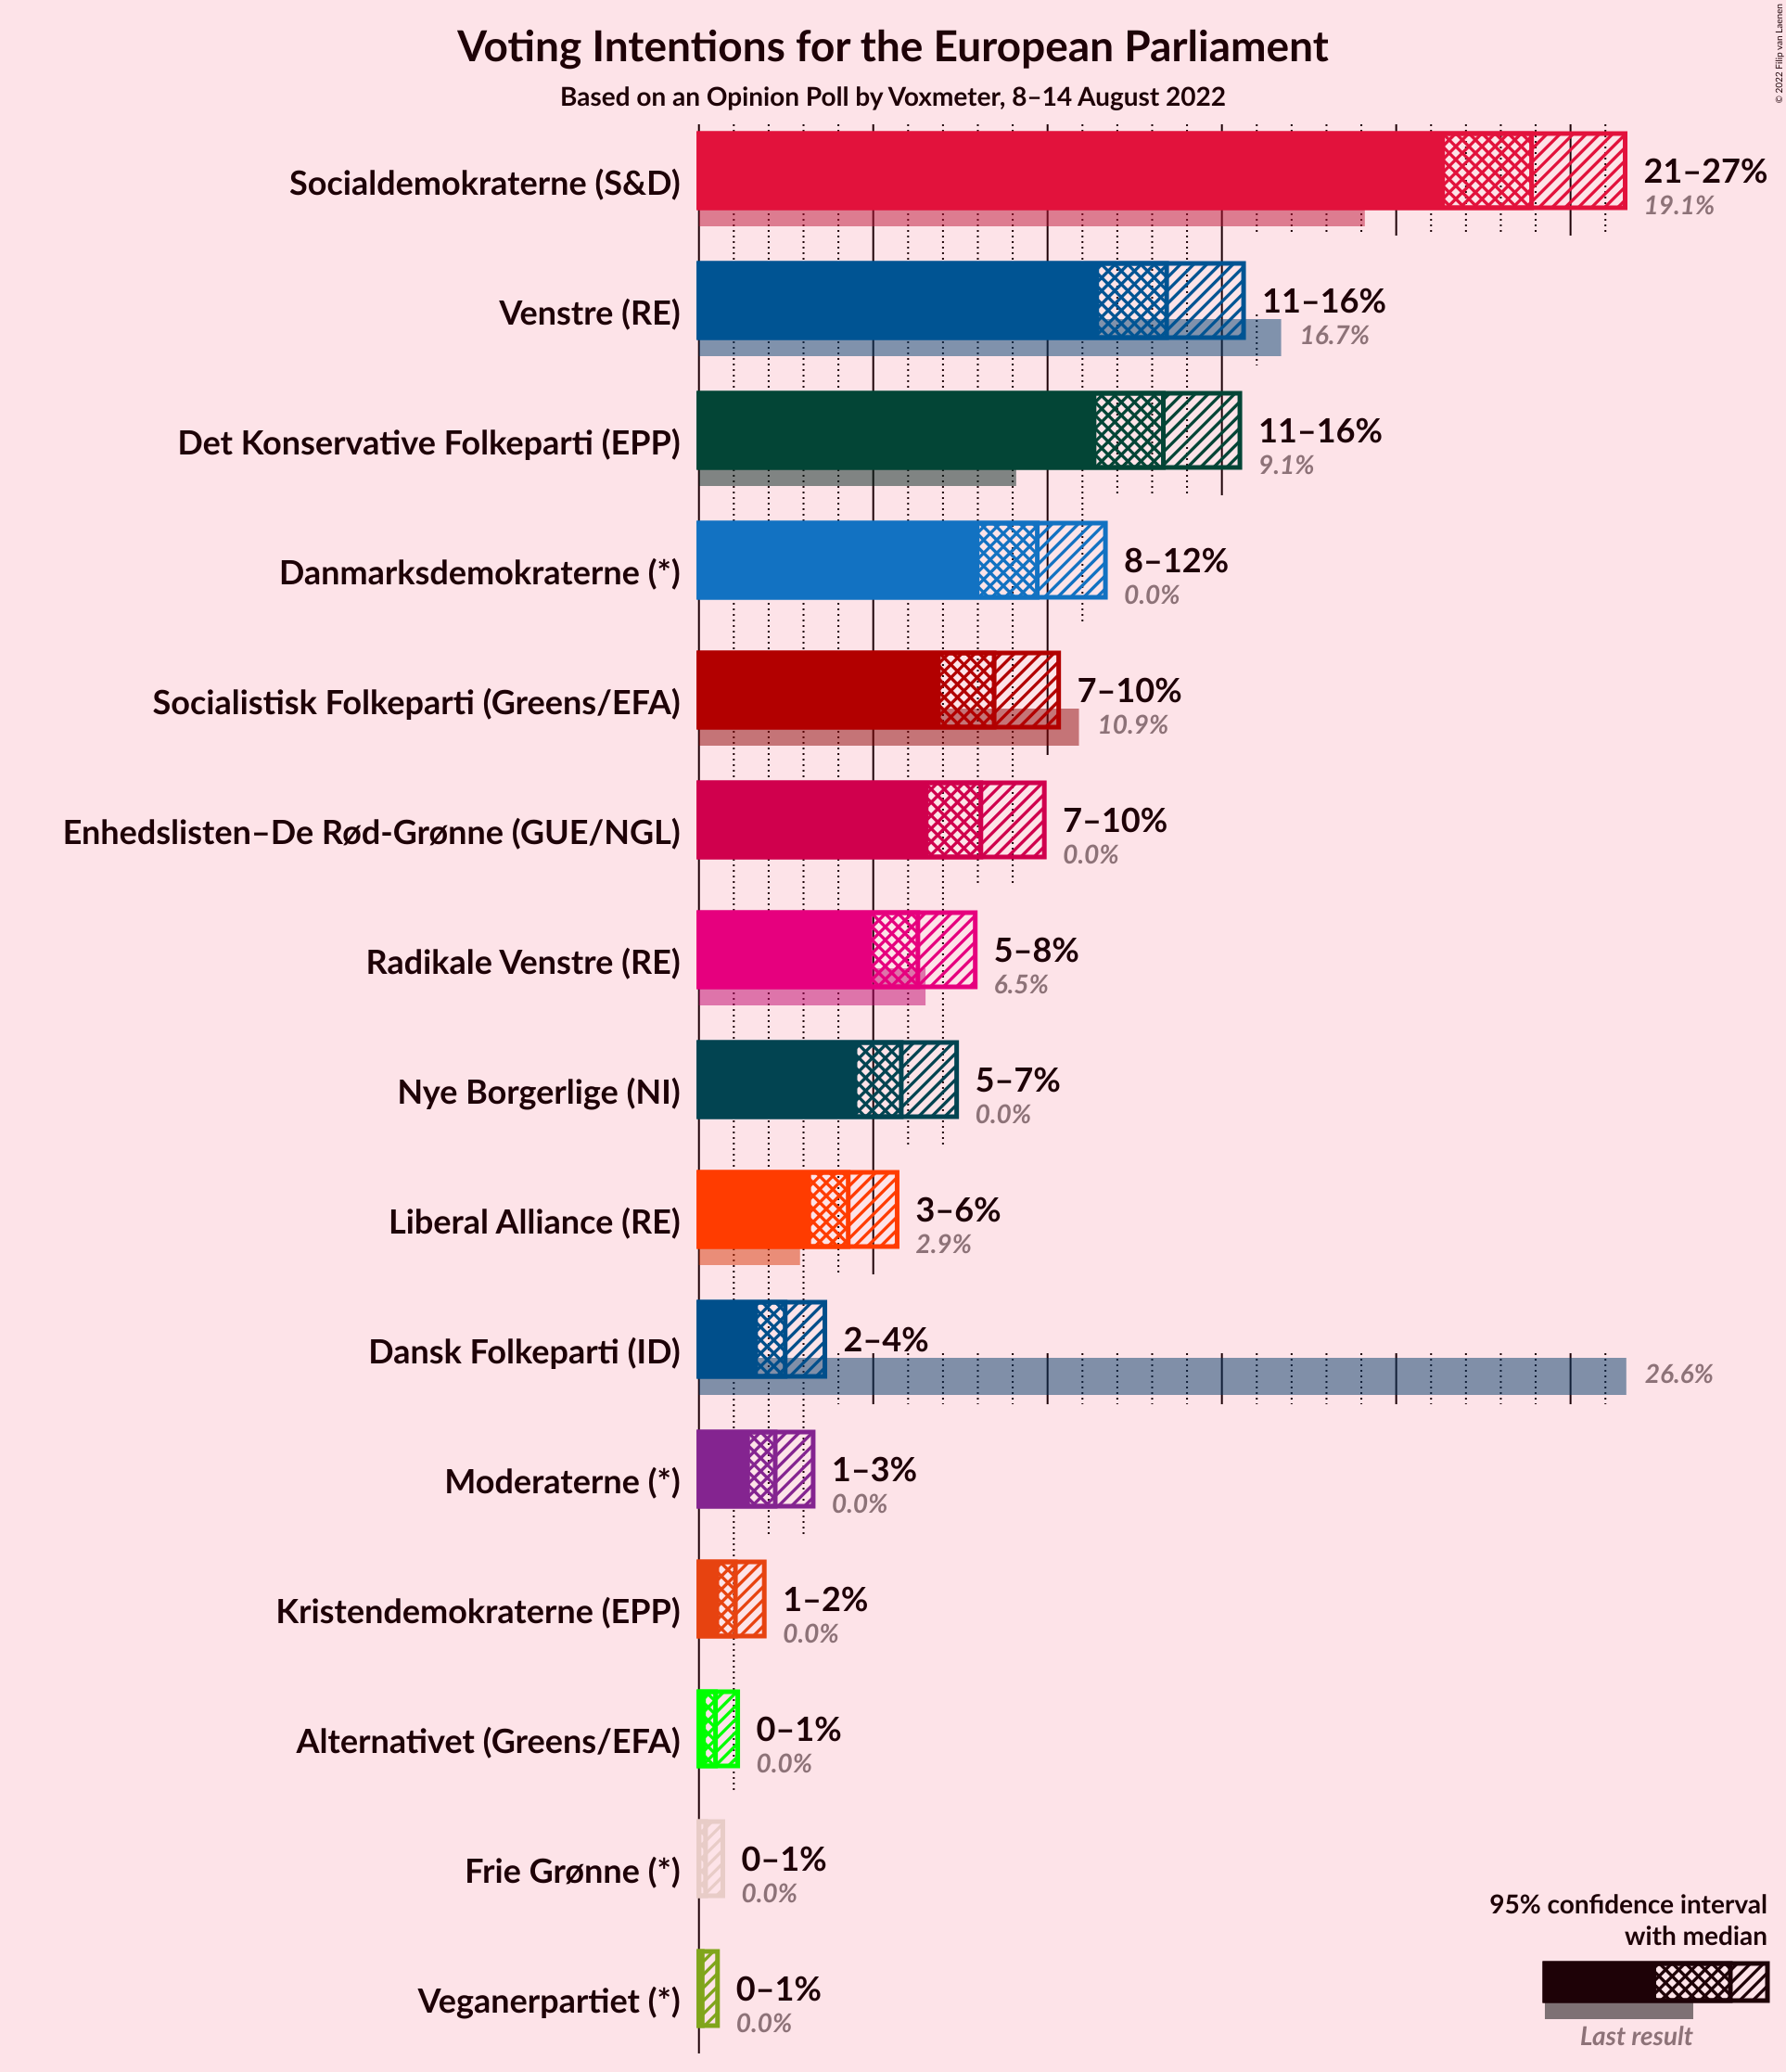 Voting Intentions for the European Parliament
Based on an Opinion Poll by Voxmeter, 8–14 August 2022
© 2022 Filip van Laenen
Socialdemokraterne (S&D)
21–27%
19.1%
Venstre (RE)
11–16%
16.7%
Det Konservative Folkeparti (EPP)
11–16%
9.1%
Danmarksdemokraterne (*)
8–12%
0.0%
Socialistisk Folkeparti (Greens/EFA)
7–10%
10.9%
Enhedslisten–De Rød-Grønne (GUE/NGL)
7–10%
0.0%
Radikale Venstre (RE)
5–8%
6.5%
Nye Borgerlige (NI)
5–7%
0.0%
Liberal Alliance (RE)
3–6%
2.9%
Dansk Folkeparti (ID)
2–4%
26.6%
Moderaterne (*)
1–3%
0.0%
Kristendemokraterne (EPP)
1–2%
0.0%
Alternativet (Greens/EFA)
0–1%
0.0%
Frie Grønne (*)
0–1%
0.0%
Veganerpartiet (*)
0–1%
0.0%
95% confidence interval
with median
Last result